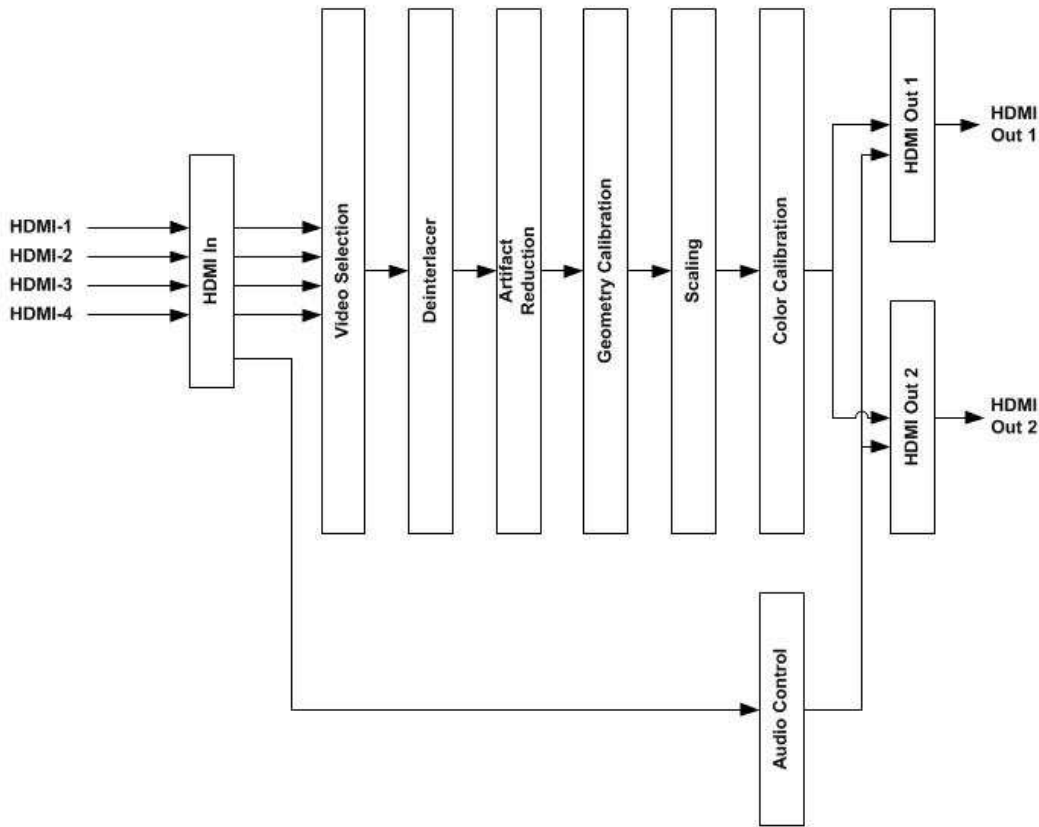 HDMI-1
HDMI-2
HDMI-3
HDMI-4
HDMI In
Video Selection
Deinterlacer
Artifact
Reduction
Geometry Calibration
Scaling
Color Calibration
HDMI Out 1
HDMI
Out 1
HDMI Out 2
HDMI
Out 2
Audio Control